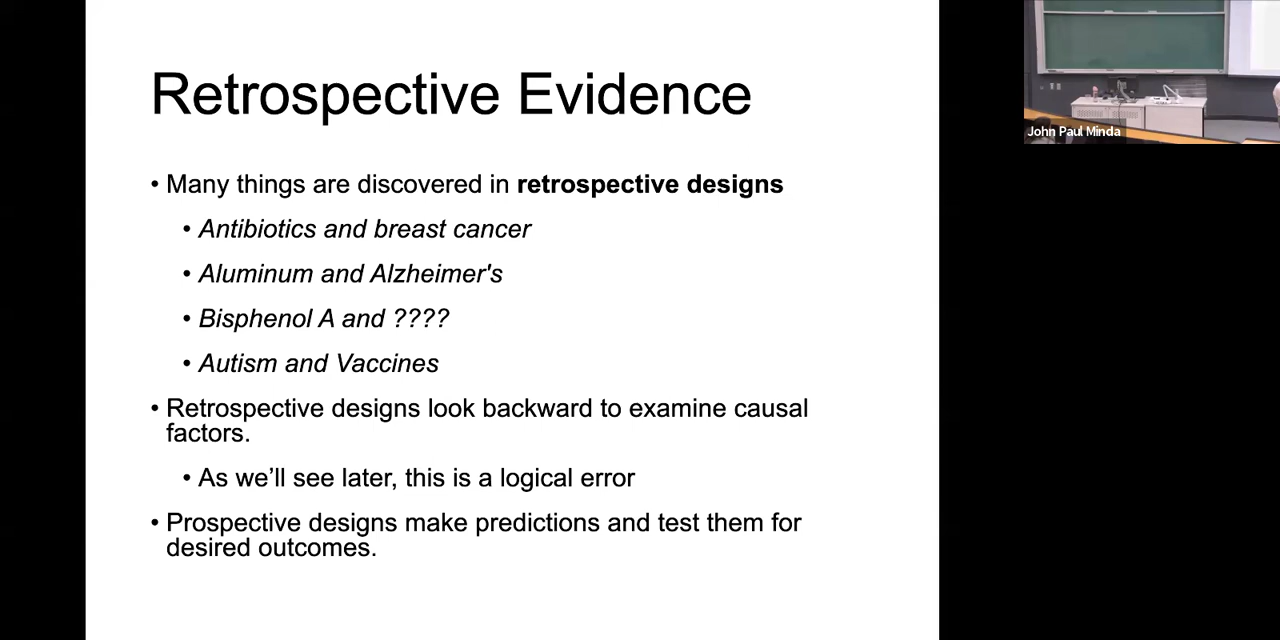 Retrospective Evidence
• Many things are discovered in retrospective designs
• Antibiotics and breast cancer
• Aluminum and Alzheimer's
• Bisphenol A and ????
• Autism and Vaccines
• Retrospective designs look backward to examine causal
factors.
• As we’ll see later, this is a logical error
• Prospective designs make predictions and test them for
desired outcomes.
John Paul Minda